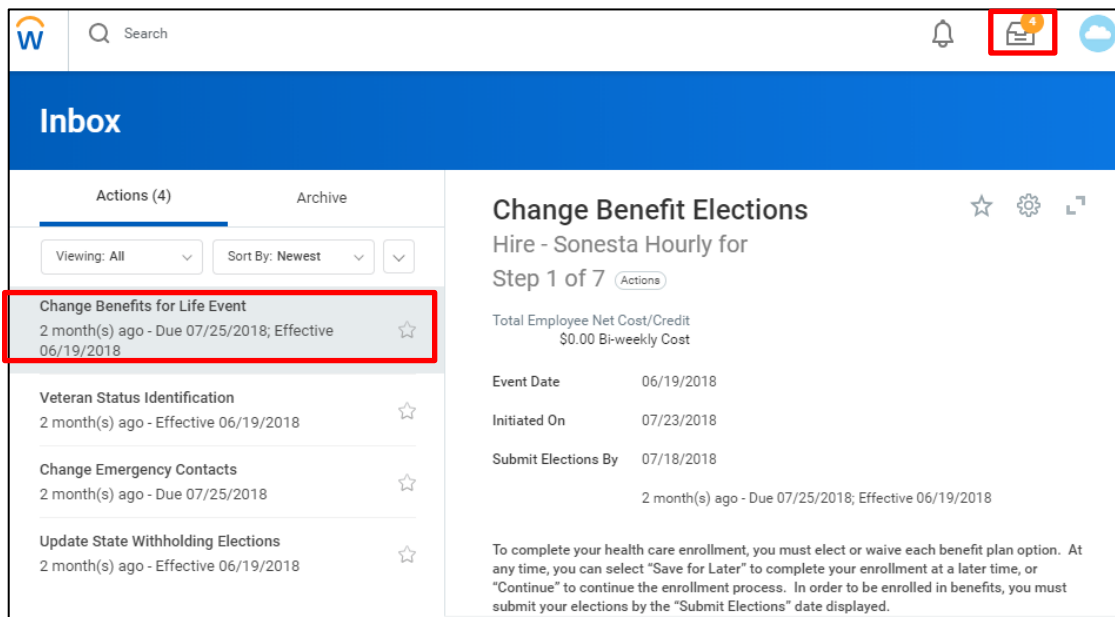 W
Search
4
Inbox
Actions (4)
Archive
Viewing: All
Sort By: Newest
Change Benefits for Life Event
2 month(s) ago - Due 07/25/2018; Effective
06/19/2018
Veteran Status Identification
2 month(s) ago - Effective 06/19/2018
Change Emergency Contacts
2 month(s) ago - Due 07/25/2018
Update State Withholding Elections
2 month(s) ago - Effective 06/19/2018
Change Benefit Elections
Hire - Sonesta Hourly for
Step 1 of 7 Actions
Total Employee Net Cost/Credit
$0.00 Bi-weekly Cost
Event Date 06/19/2018
Initiated On 07/23/2018
Submit Elections By 07/18/2018
2 month(s) ago - Due 07/25/2018; Effective 06/19/2018
To complete your health care enrollment, you must elect or waive each benefit plan option. At
any time, you can select “Save for Later” to complete your enrollment at a later time, or
“Continue” to continue the enrollment process. In order to be enrolled in benefits, you must
submit your elections by the “Submit Elections” date displayed.